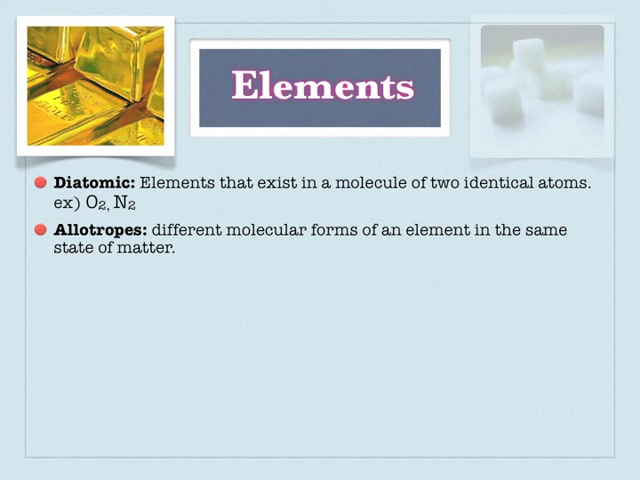 Elements
Diatomic: Elements that exist in a molecule of two identical atoms.
ex) O₂, N₂
Allotropes: different molecular forms of an element in the same
state of matter.